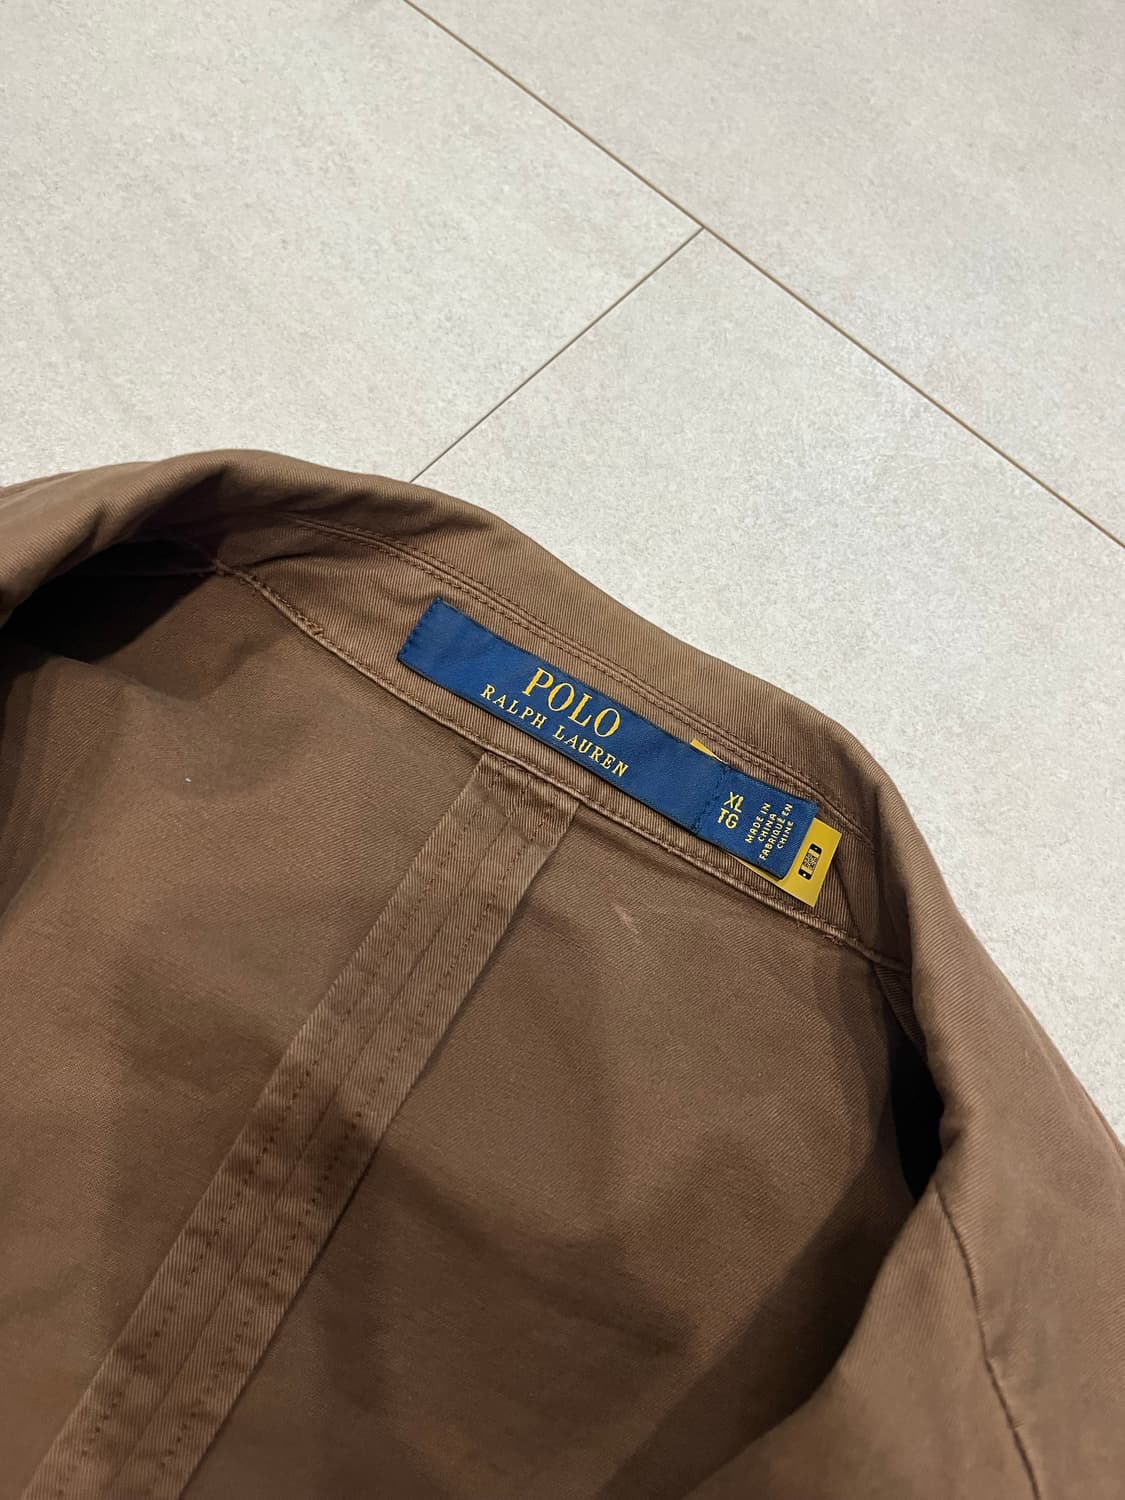 POLO
RALPH LAUREN
XL
TG
MADE IN
CHINA
FABRIQUÉ EN
CHINE